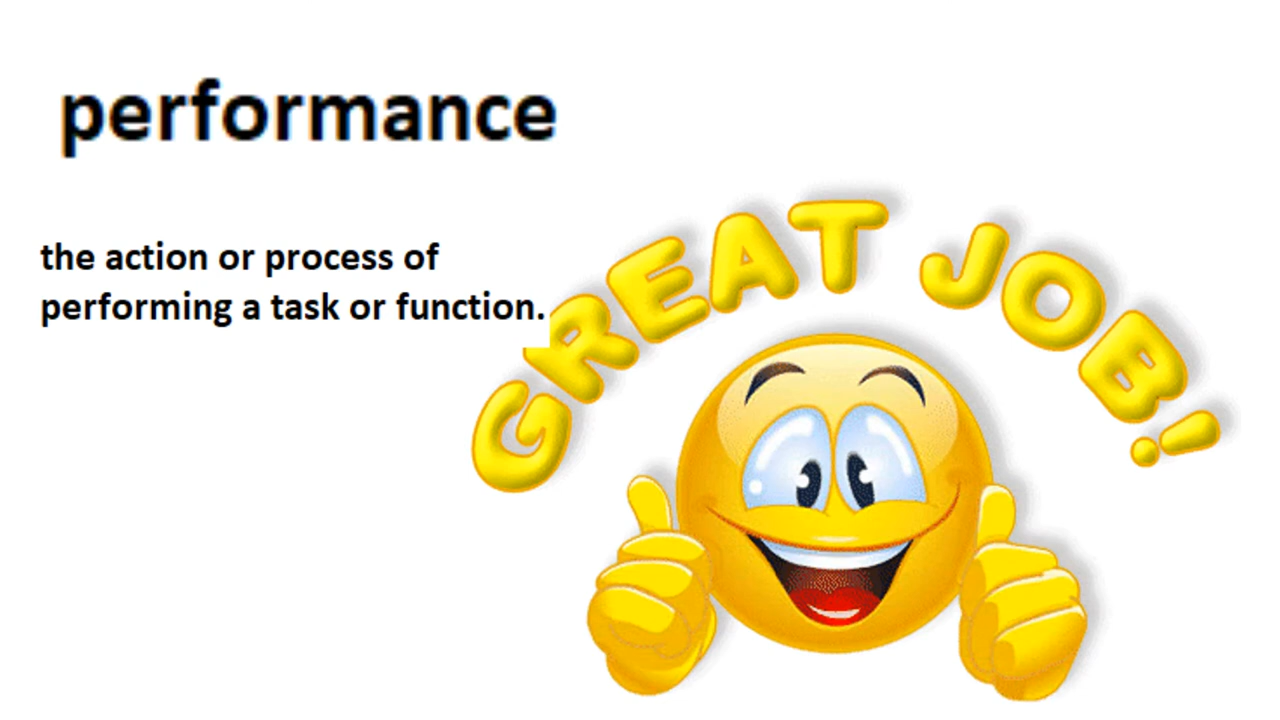 performance
the action or process of
performing a task or function.
GREAT JOB!